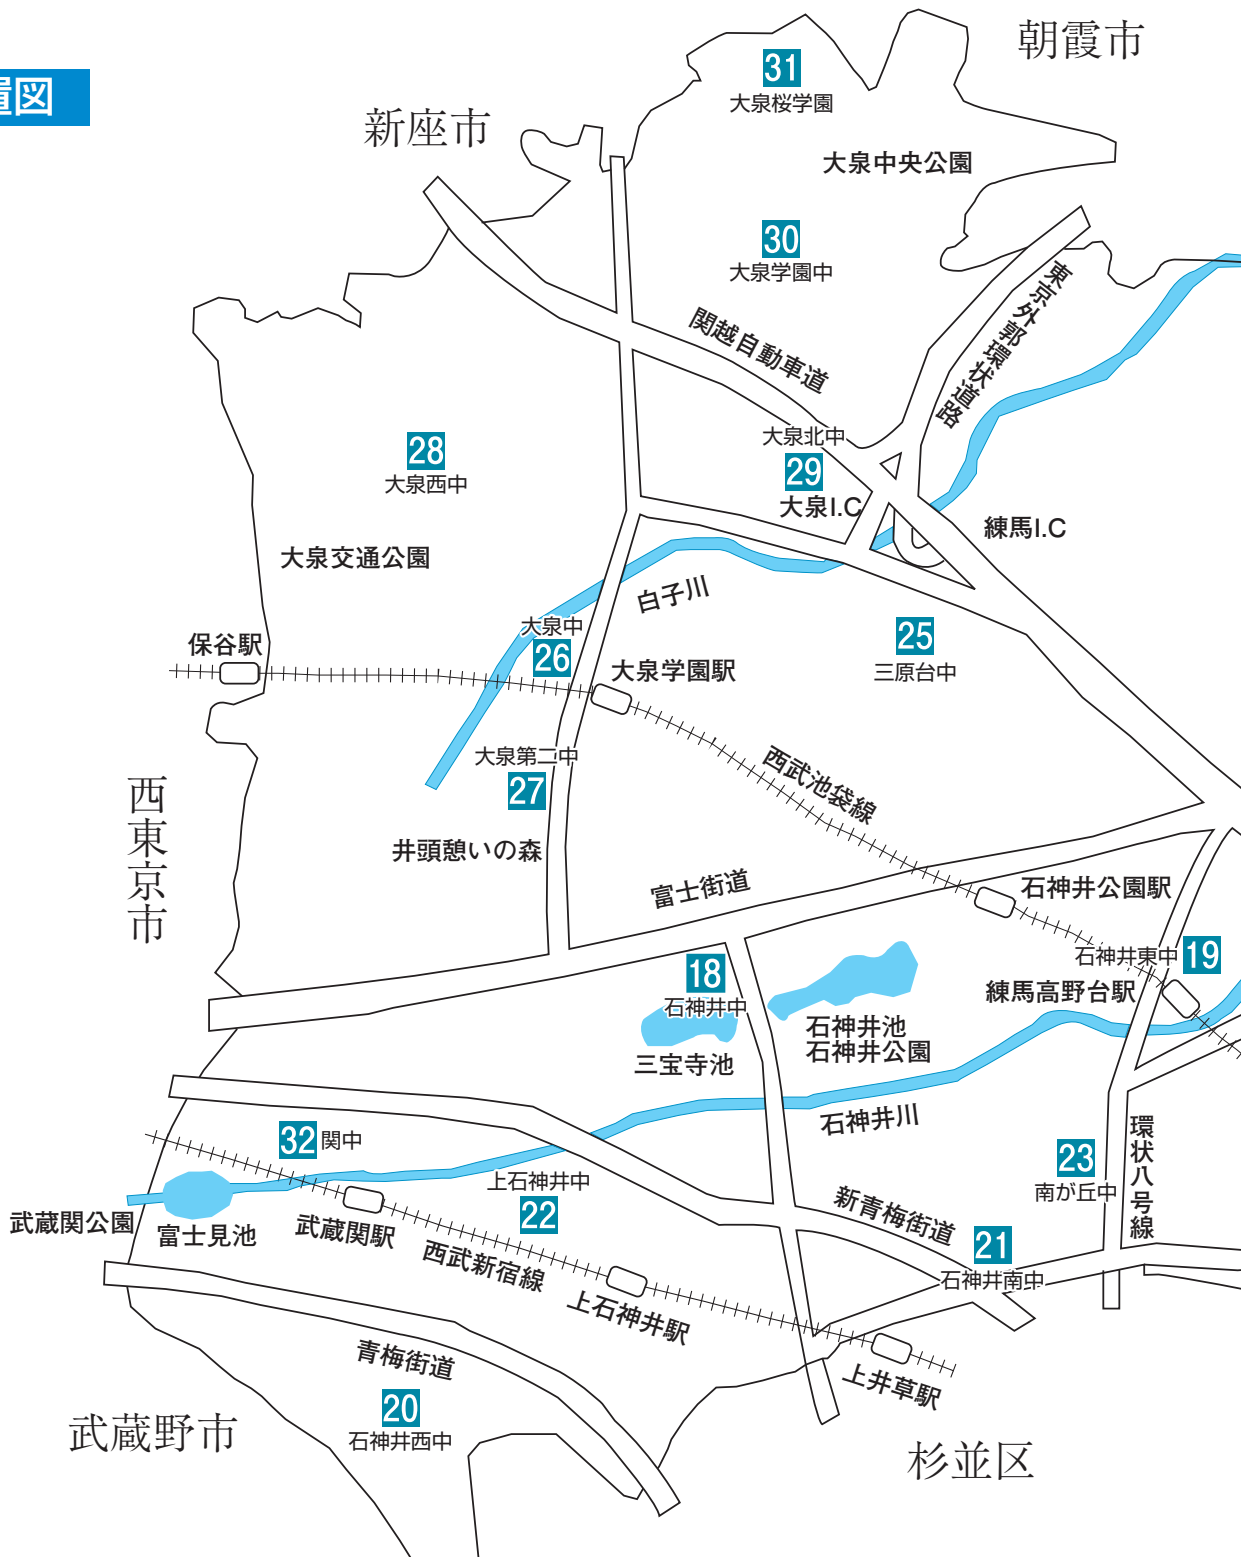 置図
朝霞市
新座市
31
大泉桜学園
大泉中央公園
30
大泉学園中
東京外郭環状道路
関越自動車道
大泉北中
29
大泉I.C
28
大泉西中
練馬I.C
大泉交通公園
白子川
大泉中
26
25
三原台中
保谷駅
大泉学園駅
大泉第二中
27
西武池袋線
西東京市
井頭憩いの森
富士街道
石神井公園駅
石神井東中
19
18
石神井中
練馬高野台駅
石神井池
石神井公園
三宝寺池
石神井川
環状八号線
32
関中
23
南が丘中
上石神井中
22
武蔵関公園
富士見池
武蔵関駅
西武新宿線
新青梅街道
21
石神井南中
上石神井駅
青梅街道
上井草駅
20
石神井西中
武蔵野市
杉並区